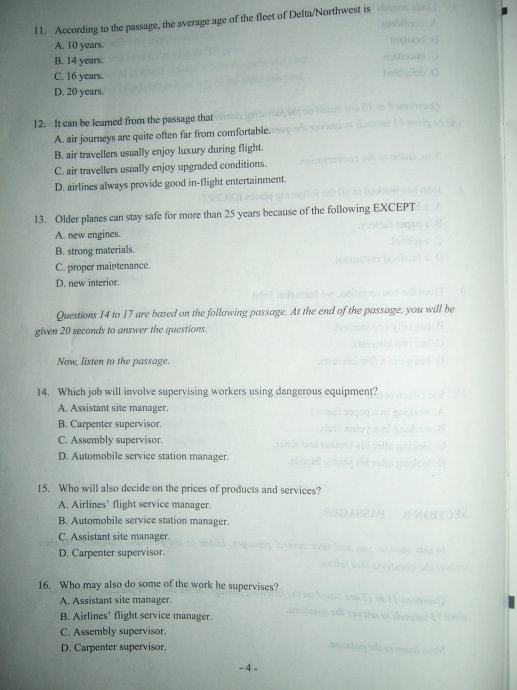 11. According to the passage, the average age of the fleet of Delta/Northwest is
A. 10 years.
B. 14 years.
C. 16 years.
D. 20 years.
12. It can be learned from the passage that
A. air journeys are quite often far from comfortable.
B. air travellers usually enjoy luxury during flight.
C. air travellers usually enjoy upgraded conditions.
D. airlines always provide good in-flight entertainment.
13. Older planes can stay safe for more than 25 years because of the following EXCEPT
A. new engines.
B. strong materials.
C. proper maintenance.
D. new interior.
Questions 14 to 17 are based on the following passage. At the end of the passage, you will be
given 20 seconds to answer the questions.
Now, listen to the passage.
14. Which job will involve supervising workers using dangerous equipment?
A. Assistant site manager.
B. Carpenter supervisor.
C. Assembly supervisor.
D. Automobile service station manager.
15. Who will also decide on the prices of products and services?
A. Airlines' flight service manager.
B. Automobile service station manager.
C. Assistant site manager.
D. Carpenter supervisor.
16. Who may also do some of the work he supervises?
A. Assistant site manager.
B. Airlines' flight service manager.
C. Assembly supervisor.
D. Carpenter supervisor.
- 4 -